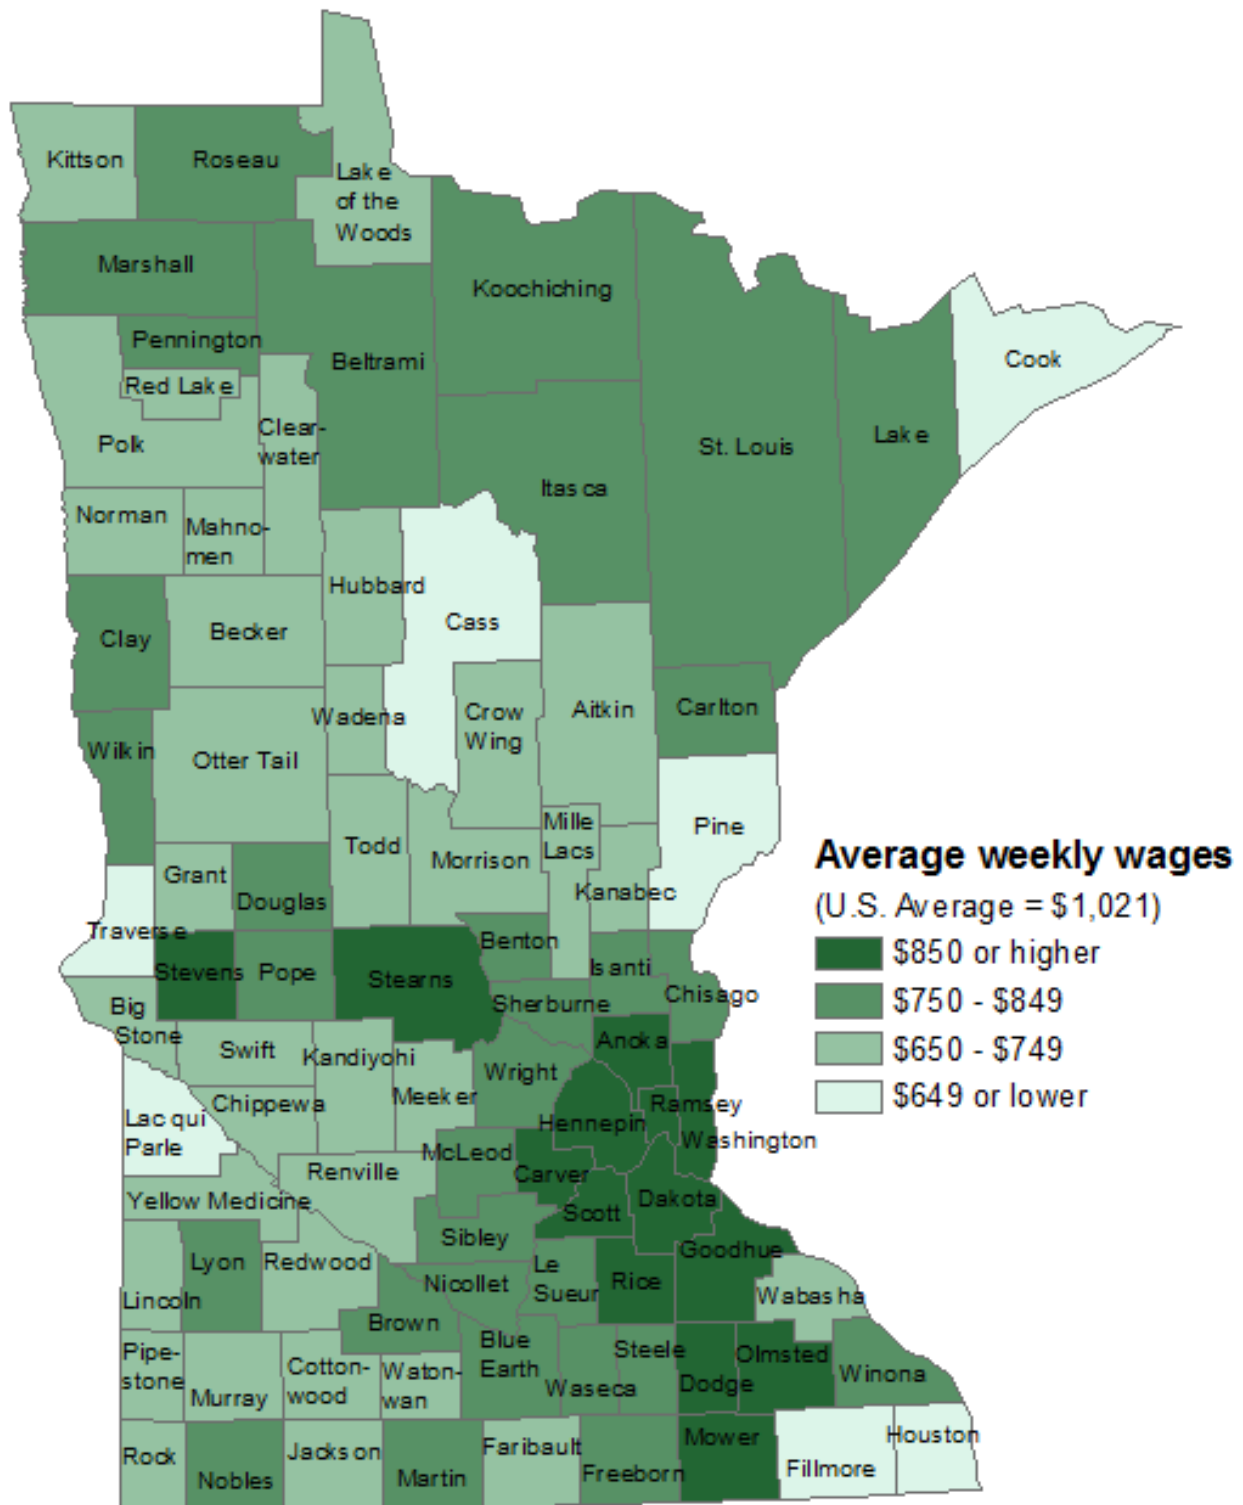 Kittson
Roseau
Lake
of the
Woods
Marshall
Koochiching
Pennington
Beltrami
Cook
Red Lake
Clear-
water
Polk
St. Louis
Lake
Itasca
Norman
Mahno-
men
Hubbard
Cass
Clay
Becker
Wadena
Crow
Wing
Aitkin
Carlton
Wilkin
Otter Tail
Mille
Lacs
Pine
Todd
Morrison
Grant
Kanabec
Douglas
Traverse
Benton
Stevens
Pope
Stearns
Isanti
Chisago
Sherburne
Big
Stone
Anoka
Swift
Kandiyohi
Wright
Meeker
Chippewa
Ramsey
Hennepin
Washington
Lac qui
Parle
McLeod
Renville
Carver
Dakota
Yellow Medicine
Scott
Sibley
Goodhue
Lyon
Redwood
Le
Sueur
Rice
Nicollet
Lincoln
Wabasha
Brown
Blue
Earth
Steele
Olmsted
Pipe-
stone
Cotton-
wood
Waton-
wan
Waseca
Dodge
Winona
Murray
Mower
Houston
Rock
Jackson
Faribault
Nobles
Martin
Freeborn
Fillmore
Average weekly wages
(U.S. Average = $1,021)
$850 or higher
$750 - $849
$650 - $749
$649 or lower